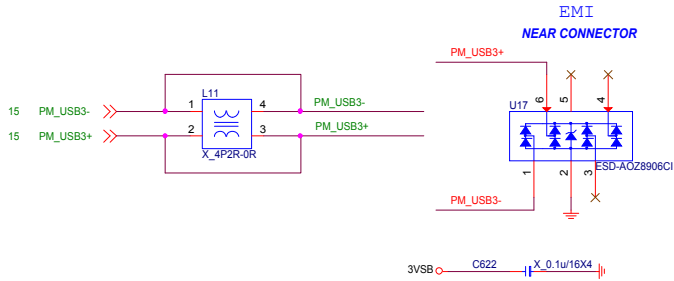 EMI
NEAR CONNECTOR
PM_USB3+
L11
15 PM_USB3- 1 4 PM_USB3-
15 PM_USB3+ 2 3 PM_USB3+
X_4P2R-0R
U17
6 5 4
ESD-AOZ8906CI
1 2 3
PM_USB3-
3VSB C622 X_0.1u/16X4